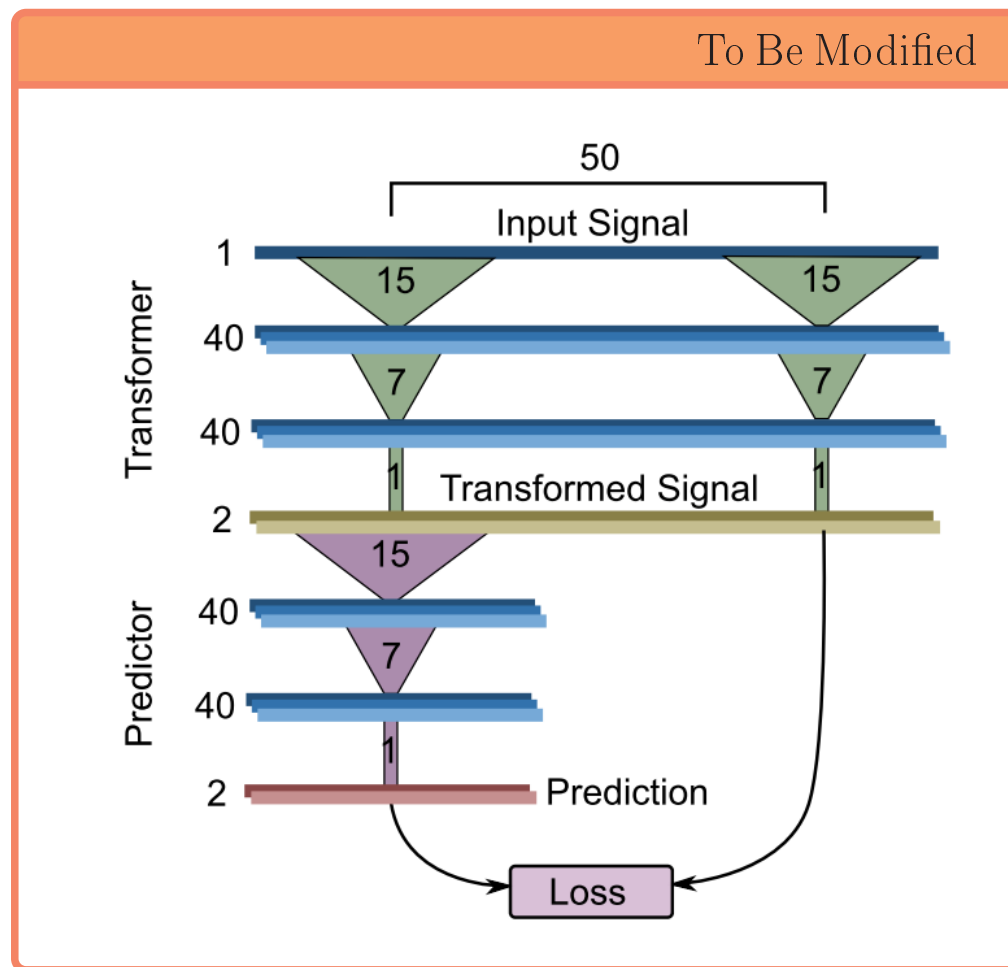 To Be Modified
50
Input Signal
1
15
15
Transformer
40
7
7
40
1
1
Transformed Signal
2
15
Predictor
40
7
40
1
2
Prediction
Loss